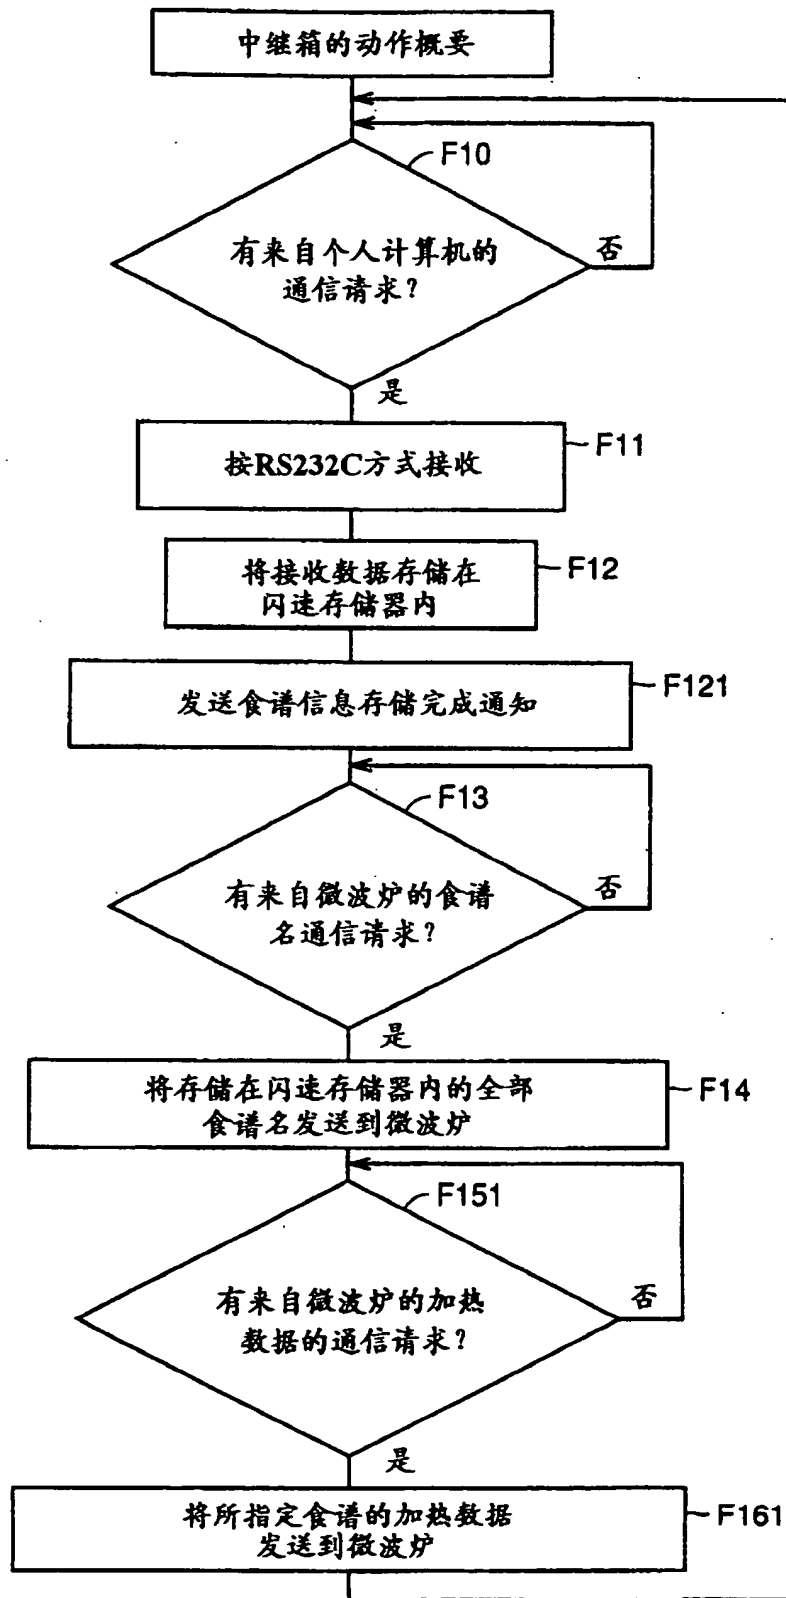 中继箱的动作概要
F10
有来自个人计算机的
通信请求？
否
是
按RS232C方式接收
F11
将接收数据存储在
闪速存储器内
F12
发送食谱信息存储完成通知
F121
F13
有来自微波炉的食谱
名通信请求？
否
是
将存储在闪速存储器内的全部
食谱名发送到微波炉
F14
F151
有来自微波炉的加热
数据的通信请求？
否
是
将所指定食谱的加热数据
发送到微波炉
F161